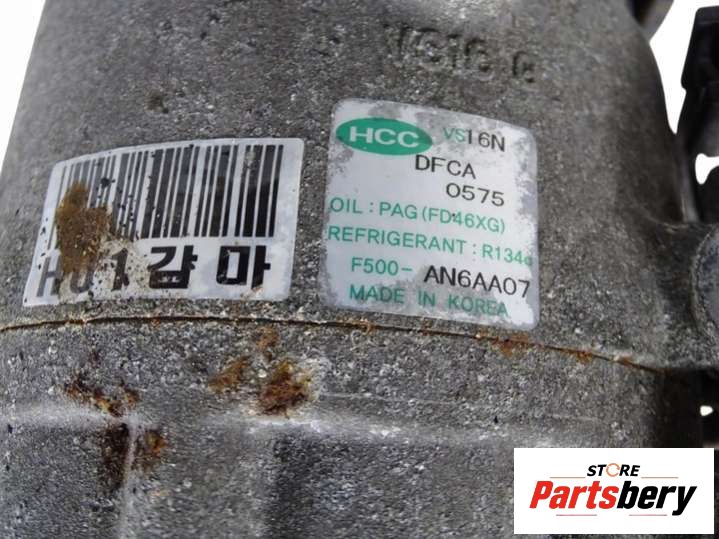 VS16
HCC VS16N
DFCA
0575
OIL : PAG (FD46XG)
REFRIGERANT : R134a
F500- AN6AA07
MADE IN KOREA
감마
STORE
Partsbery